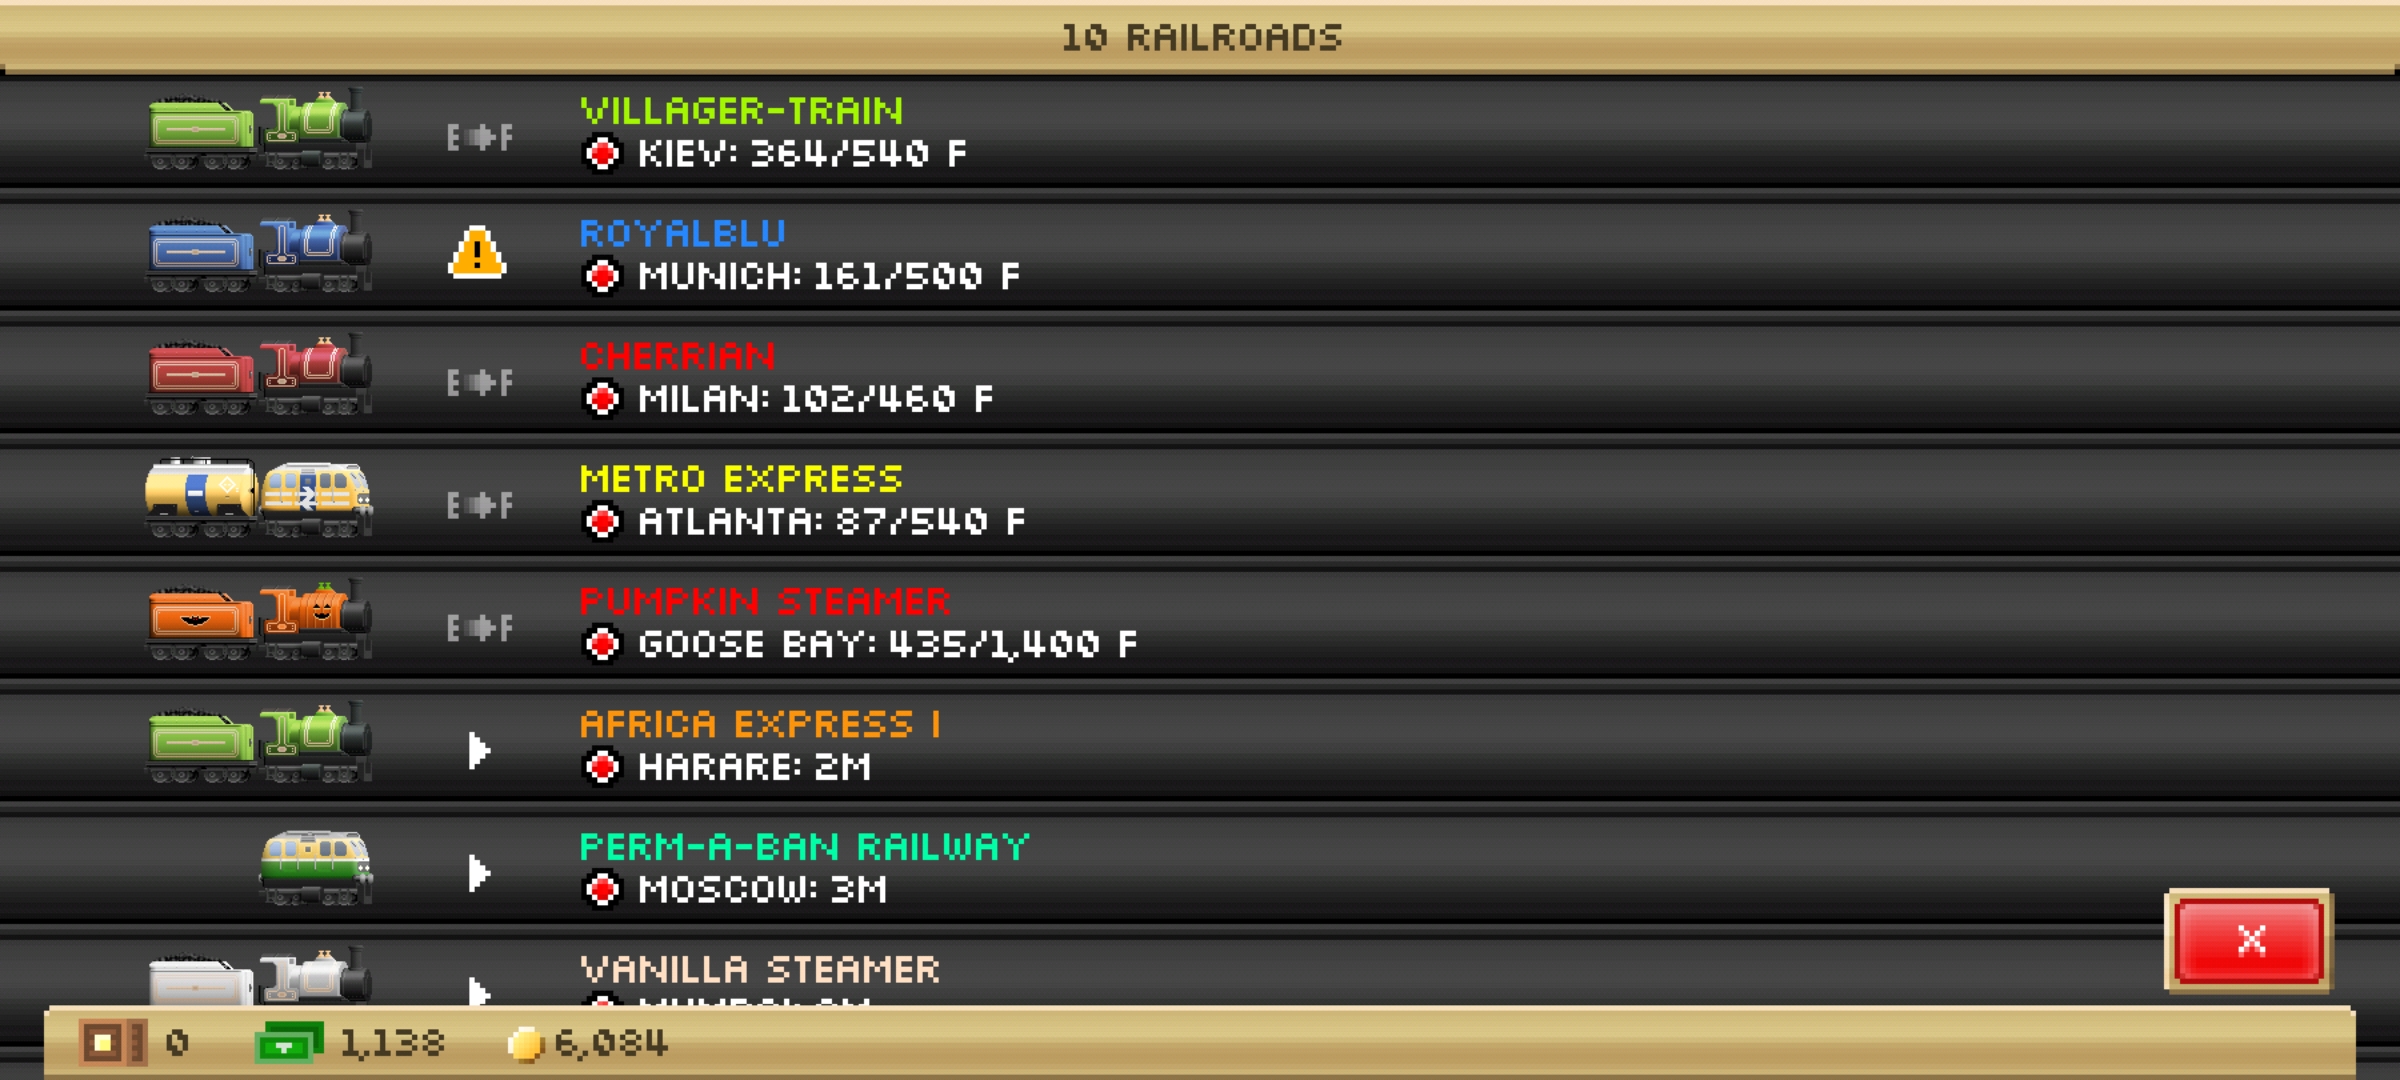 10 RAILROADS
VILLAGER-TRAIN
E F
KIEV: 364/540 F
ROYALBLU
!
MUNICH: 161/500 F
CHERRIAN
E F
MILAN: 102/460 F
METRO EXPRESS
E F
ATLANTA: 87/540 F
PUMPKIN STEAMER
E F
GOOSE BAY: 435/1,400 F
AFRICA EXPRESS I
HARARE: 2M
PERM-A-BAN RAILWAY
MOSCOW: 3M
X
VANILLA STEAMER
0 1,138 6,084